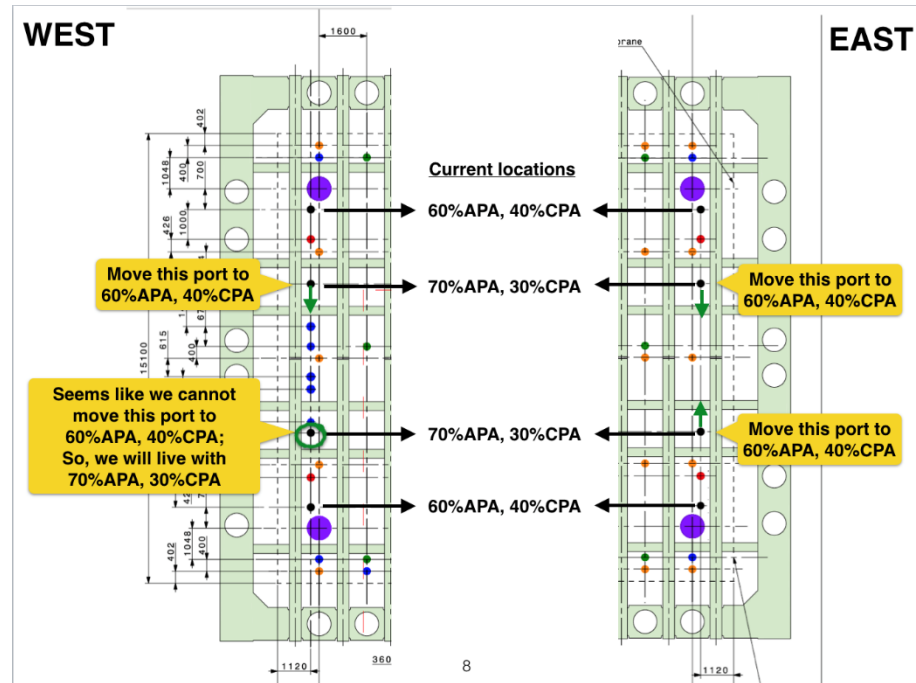 WEST
EAST
1600
brane
402
1048
400
700
Current locations
60%APA, 40%CPA
1000
426
Move this port to
60%APA, 40%CPA
70%APA, 30%CPA
Move this port to
60%APA, 40%CPA
615
400
15100
Seems like we cannot
move this port to
60%APA, 40%CPA;
So, we will live with
70%APA, 30%CPA
70%APA, 30%CPA
Move this port to
60%APA, 40%CPA
60%APA, 40%CPA
1048
400
402
1120
360
8
1120